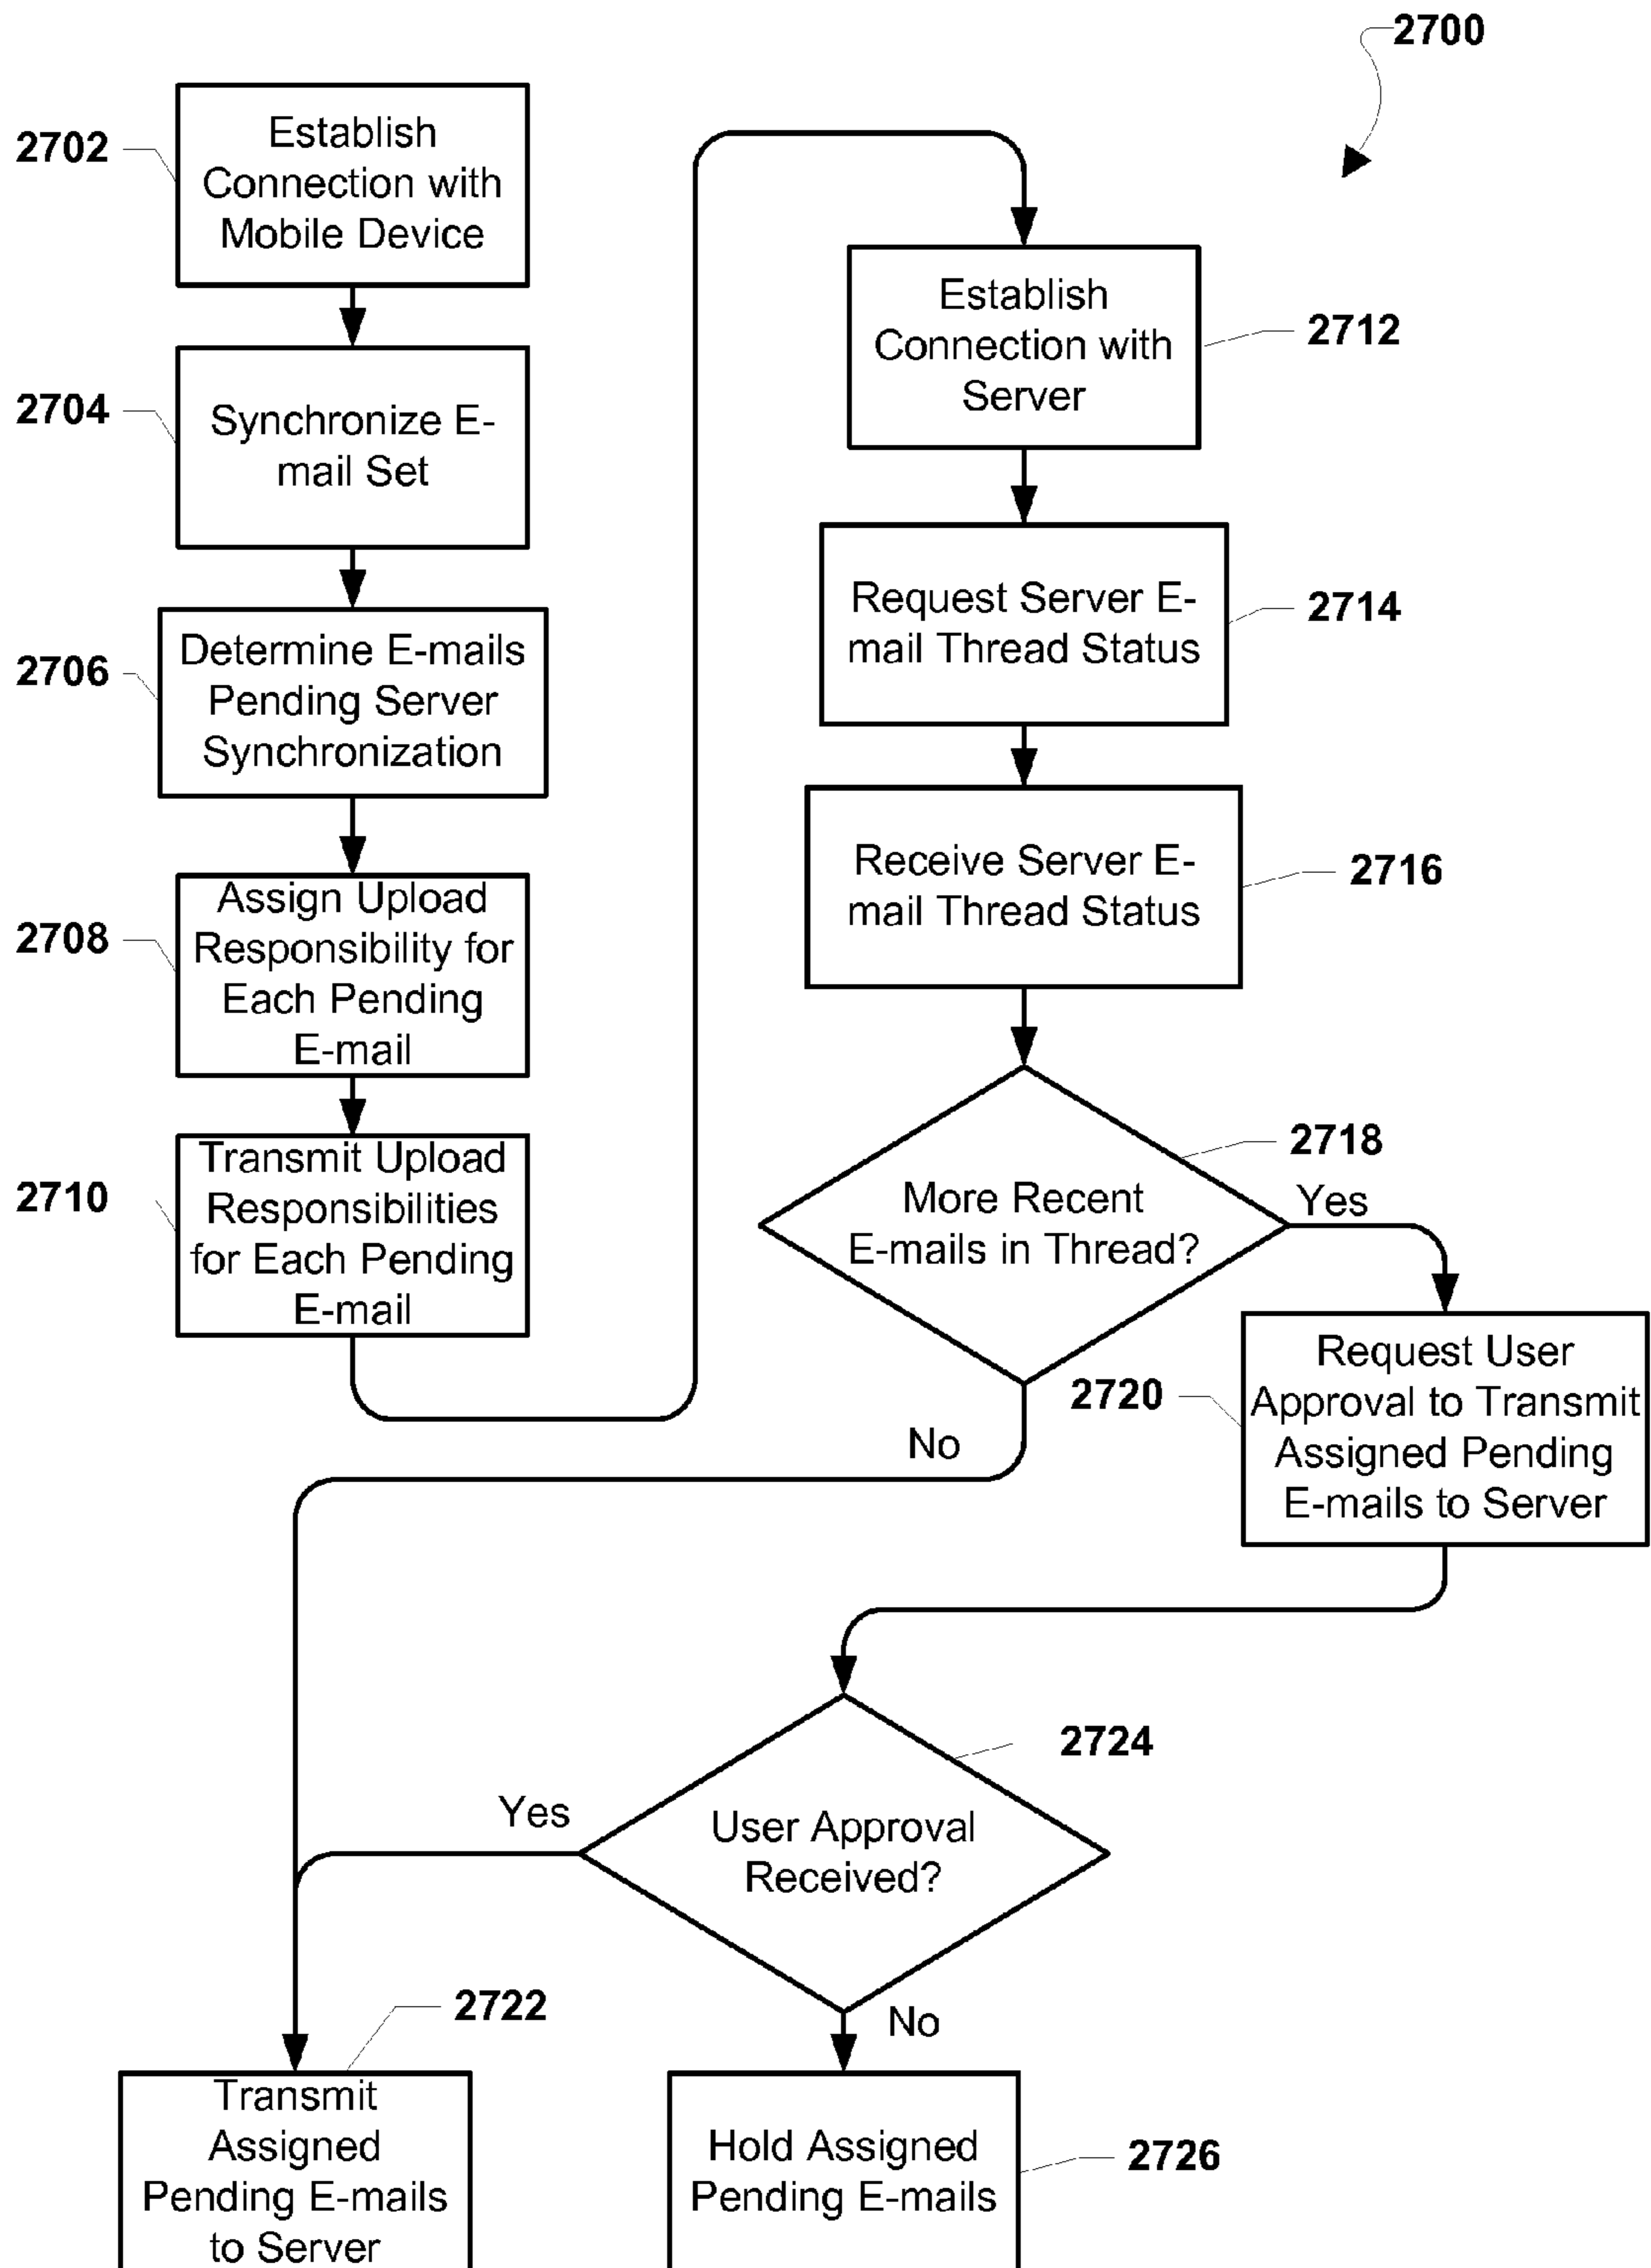 2700
2702
Establish
Connection with
Mobile Device
2704
Synchronize E-
mail Set
2706
Determine E-mails
Pending Server
Synchronization
2708
Assign Upload
Responsibility for
Each Pending
E-mail
2710
Transmit Upload
Responsibilities
for Each Pending
E-mail
Establish
Connection with
Server
2712
Request Server E-
mail Thread Status
2714
Receive Server E-
mail Thread Status
2716
More Recent
E-mails in Thread?
2718
Yes
No
2720
Request User
Approval to Transmit
Assigned Pending
E-mails to Server
User Approval
Received?
2724
Yes
No
2722
Transmit
Assigned
Pending E-mails
to Server
Hold Assigned
Pending E-mails
2726